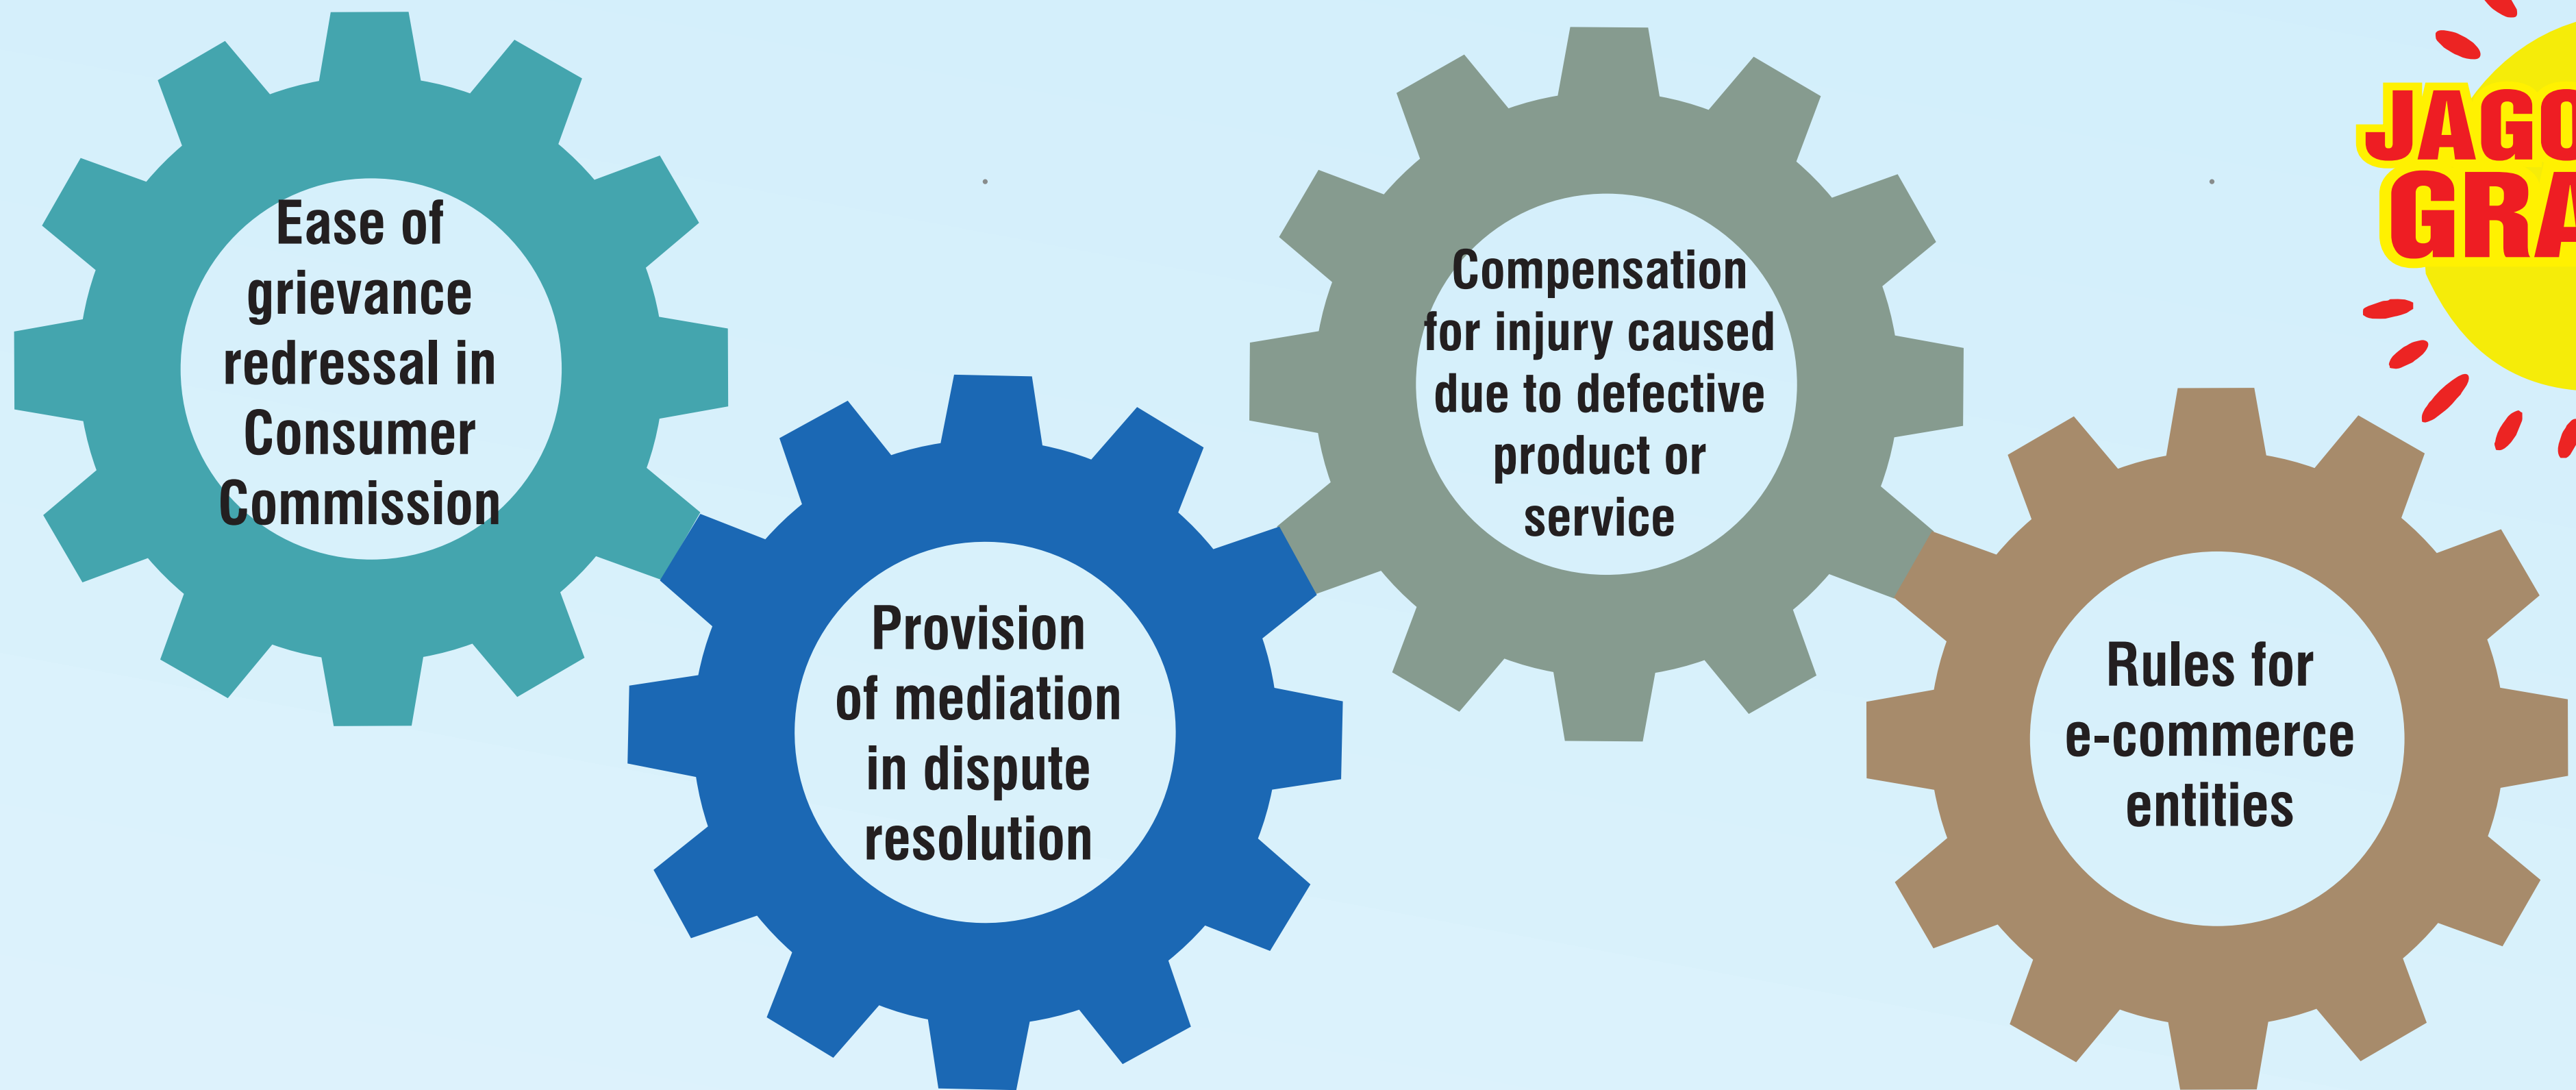 Ease of
grievance
redressal in
Consumer
Commission
Provision
of mediation
in dispute
resolution
Compensation
for injury caused
due to defective
product or
service
Rules for
e-commerce
entities
JAGO